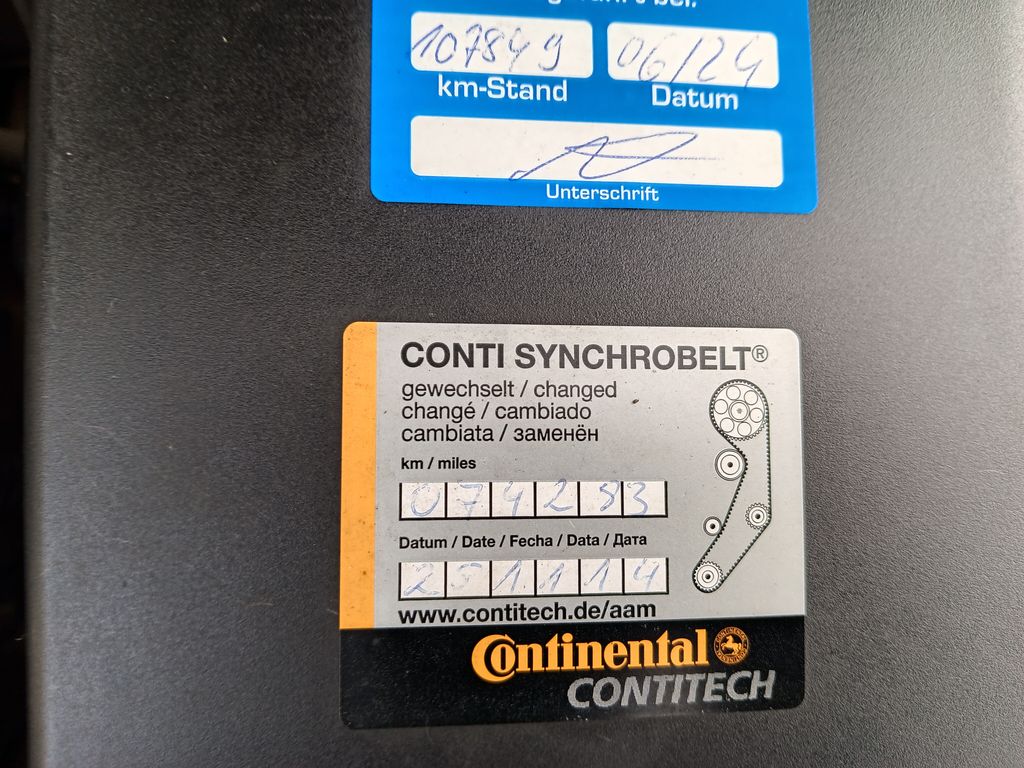 107849 06/24
km-Stand Datum
Unterschrift
CONTI SYNCHROBELT®
gewechselt / changed
changé / cambiado
cambiata / заменён
km / miles
074283
Datum / Date / Fecha / Data / Дата
251114
www.contitech.de/aam
Continental
CONTITECH